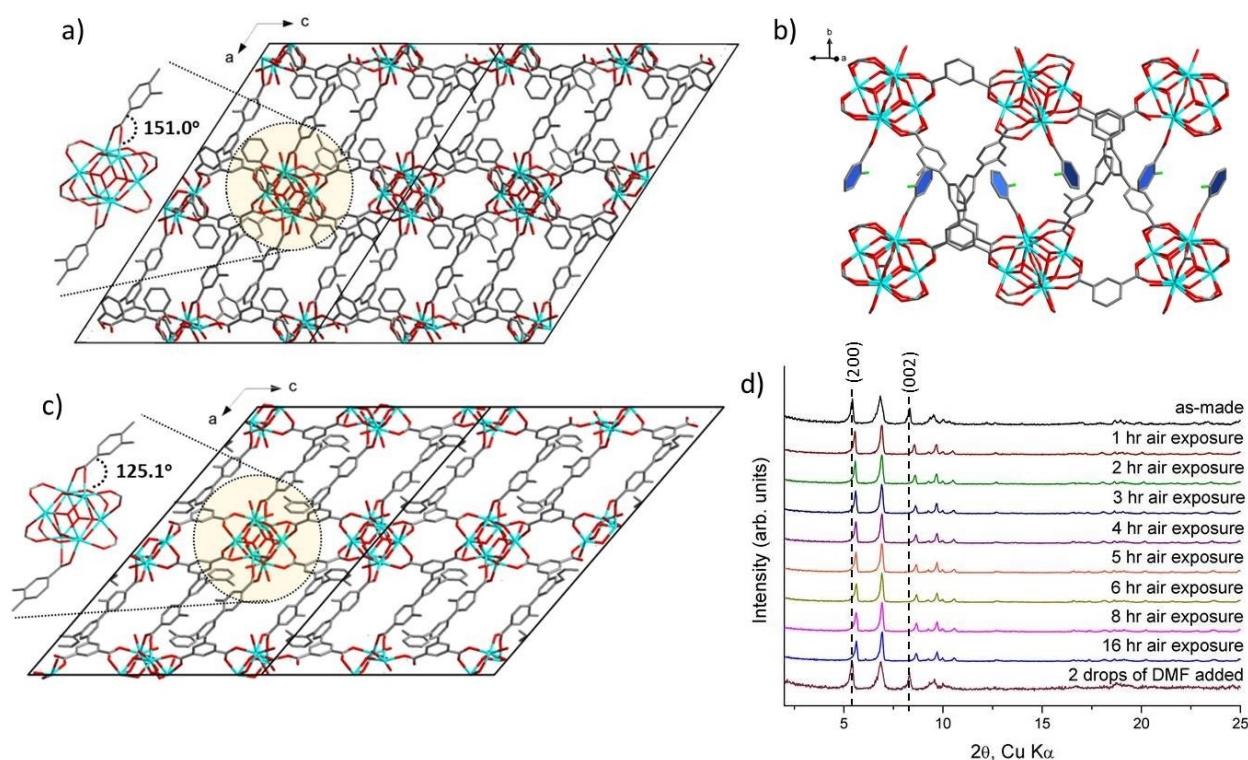 a)
c
a
151.0°
b)
b
a
c)
c
a
125.1°
d)
(200)
(002)
as-made
1 hr air exposure
2 hr air exposure
3 hr air exposure
4 hr air exposure
5 hr air exposure
6 hr air exposure
8 hr air exposure
16 hr air exposure
2 drops of DMF added
Intensity (arb. units)
5
10
15
20
25
2θ, Cu Kα